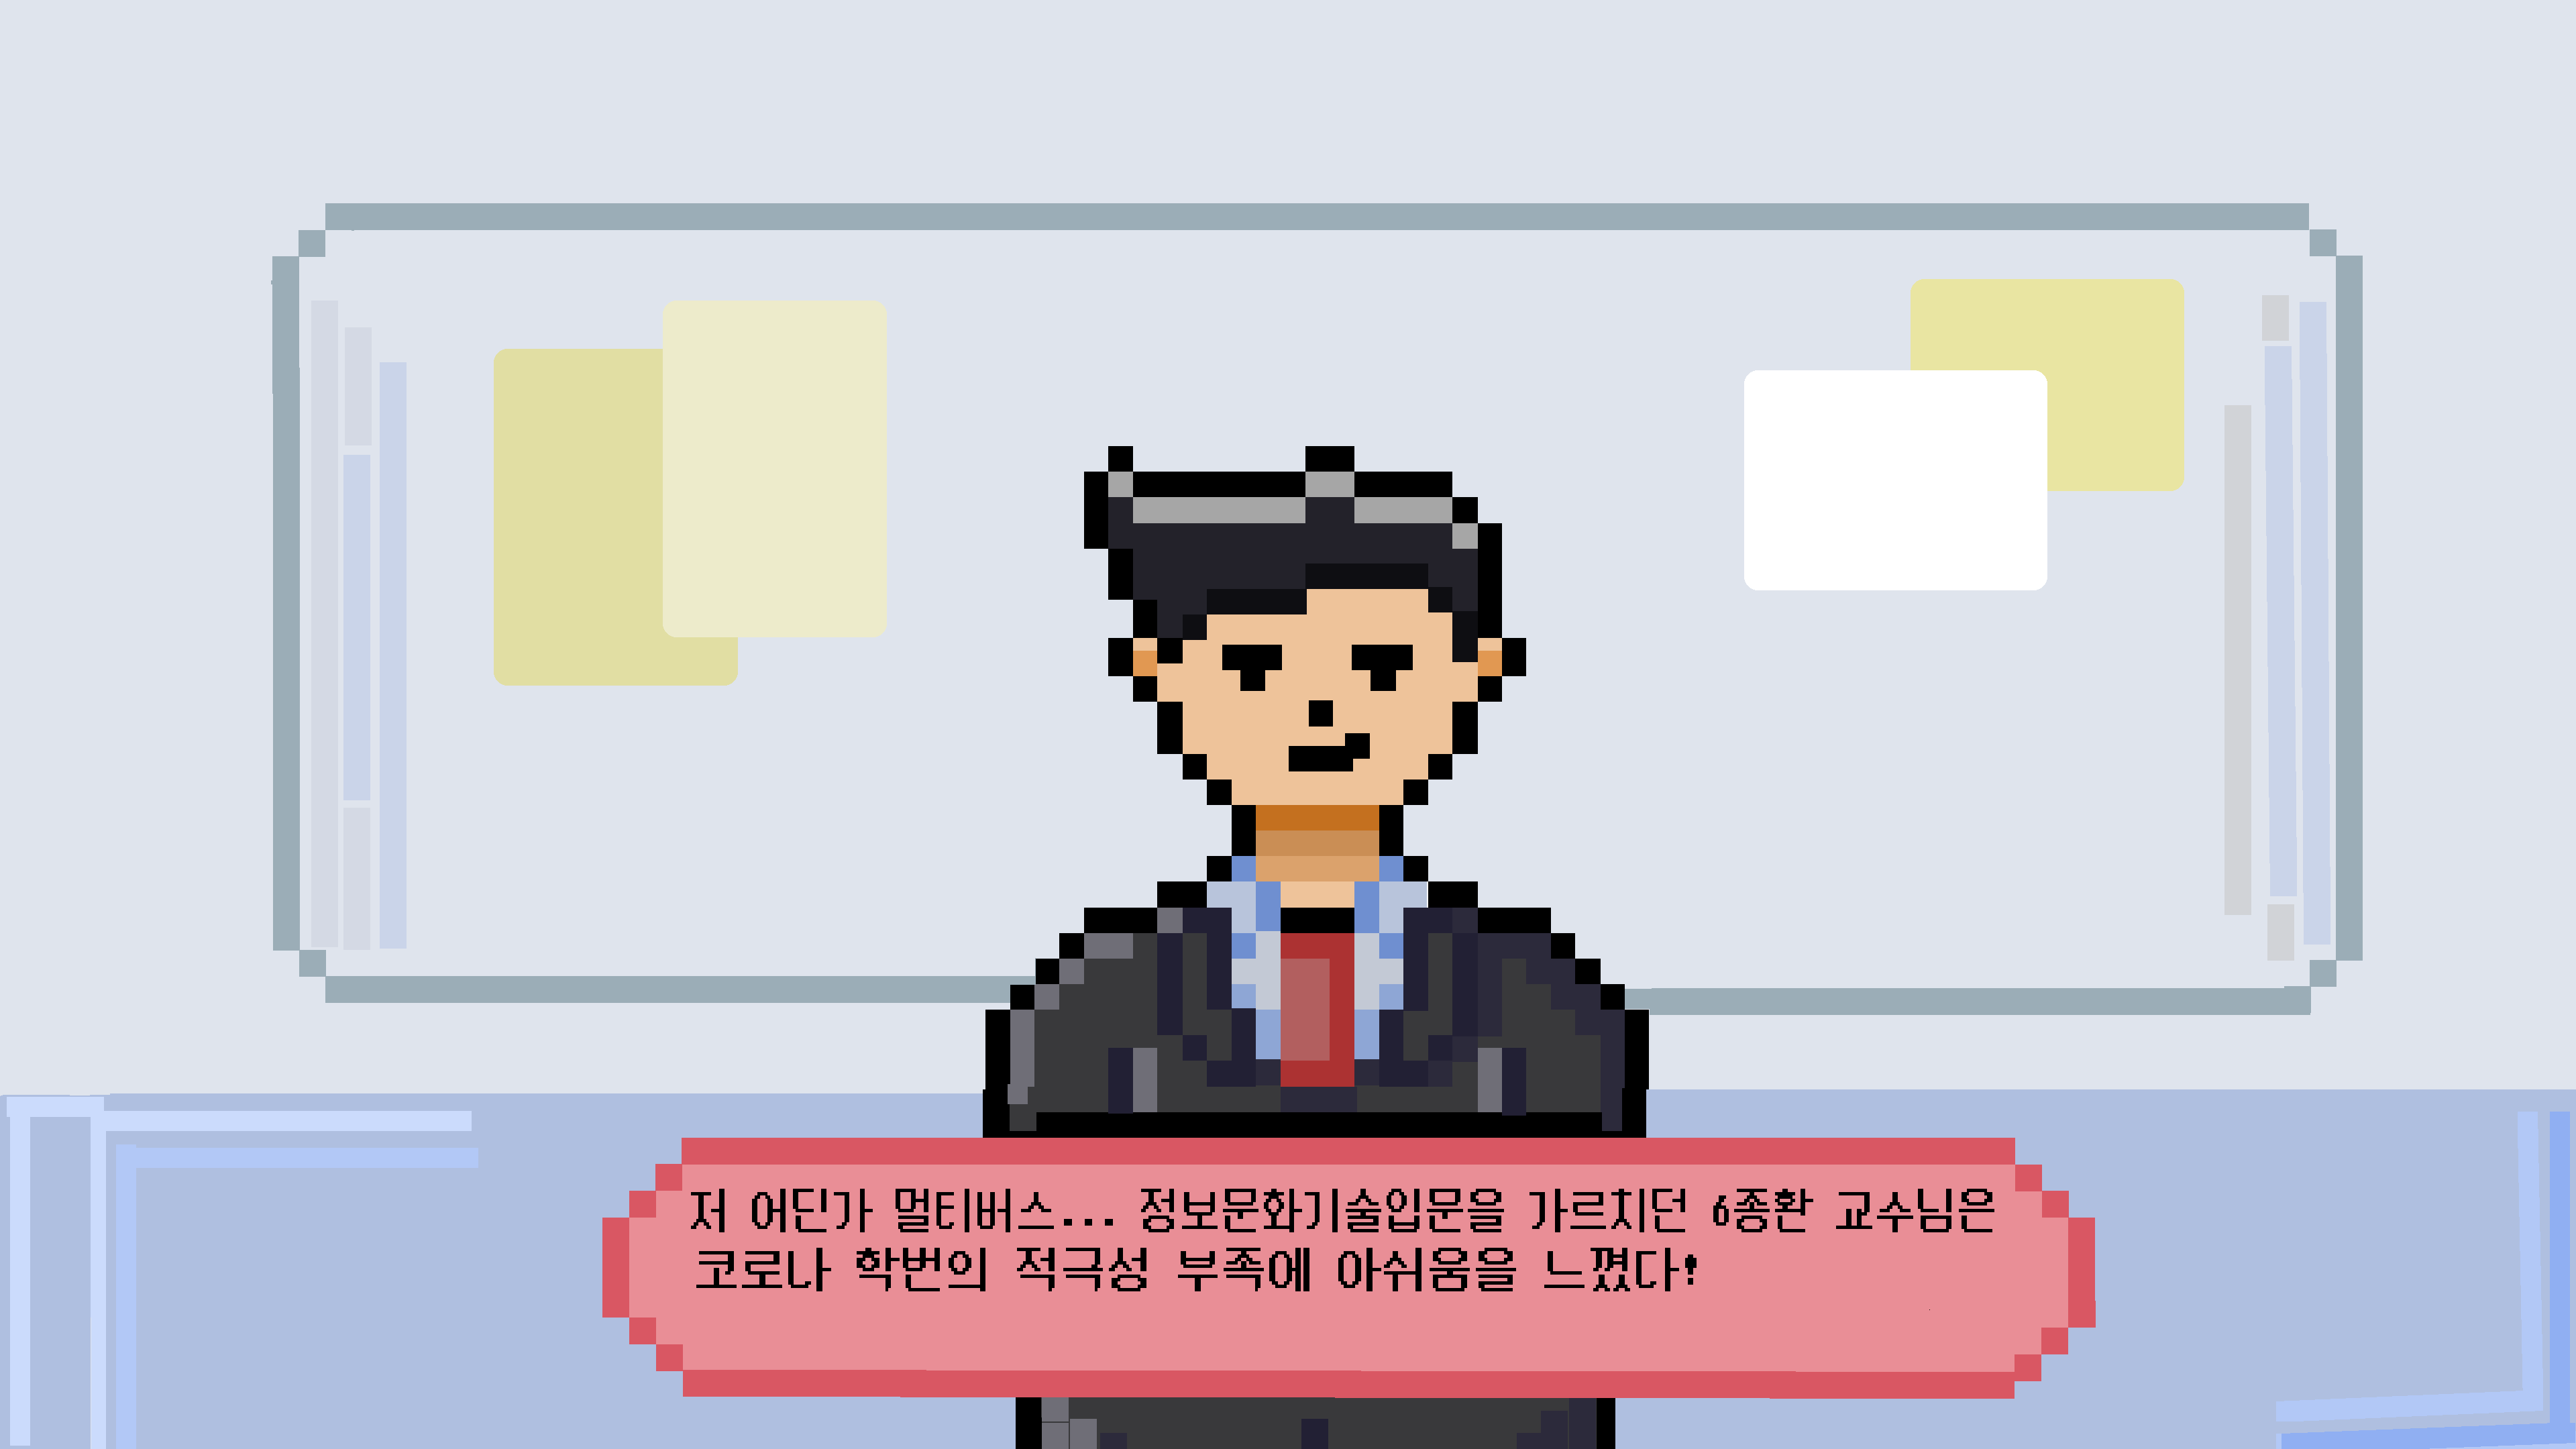 저 어딘가 멀티버스... 정보문화기술입문을 가르치던 6종환 교수님은
코로나 학번의 적극성 부족에 아쉬움을 느꼈다!